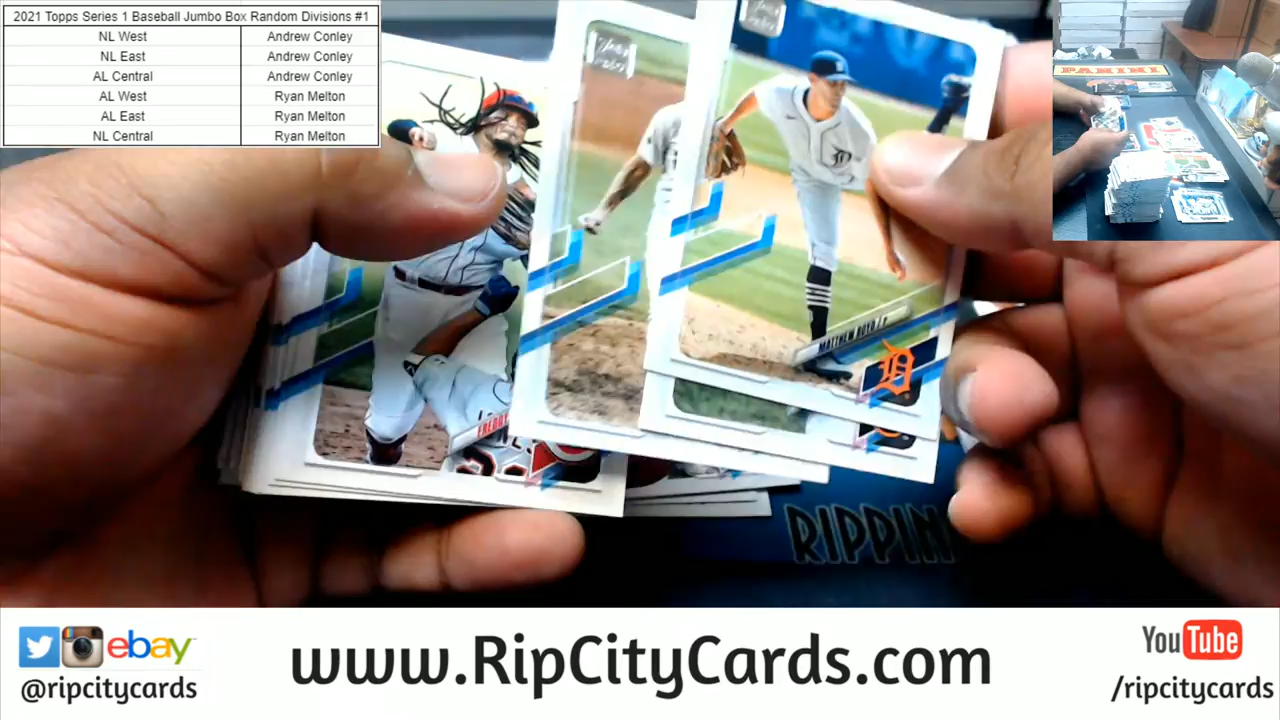 2021 Topps Series 1 Baseball Jumbo Box Random Divisions #1
NL West Andrew Conley
NL East Andrew Conley
AL Central Andrew Conley
AL West Ryan Melton
AL East Ryan Melton
NL Central Ryan Melton
PANINI
MATTHEW BOYD / P
D
FREDDY
RIPPIN
ebay
@ripcitycards
www.RipCityCards.com
YouTube
/ripcitycards